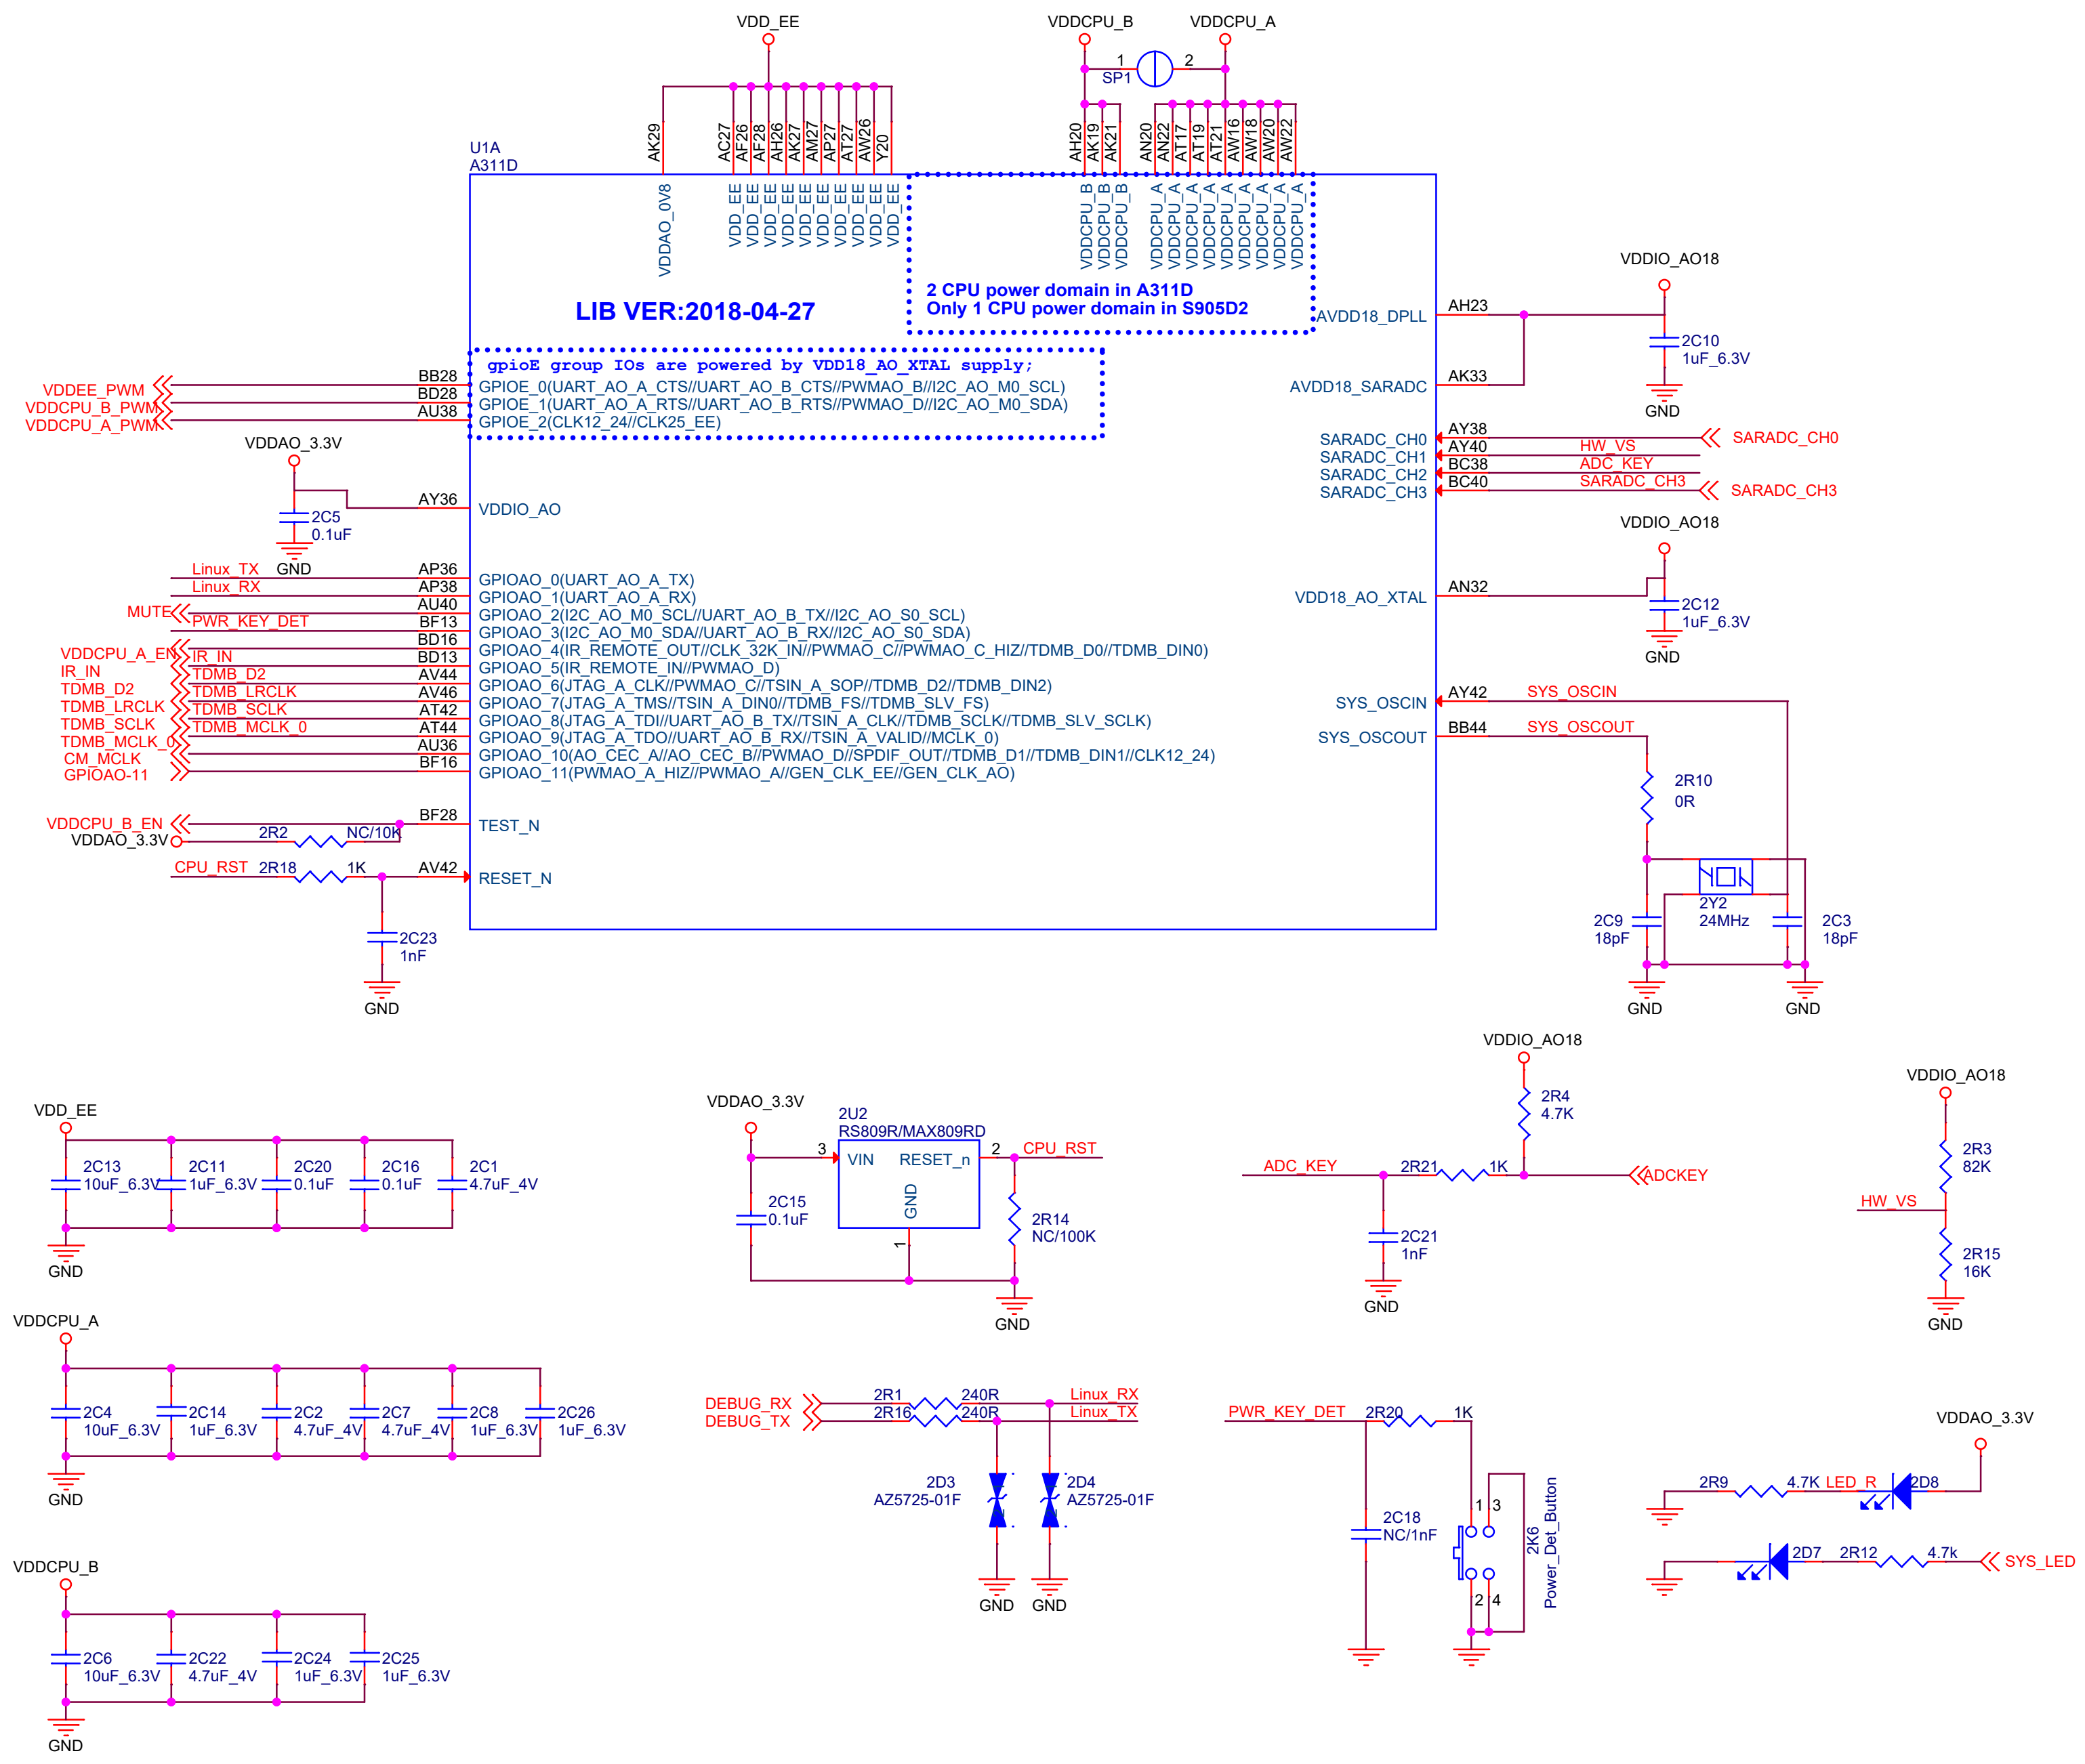 VDD_EE
VDDCPU_B
VDDCPU_A
1
2
SP1
AK29
AC27
AF26
AF28
AH26
AK27
AM27
AP27
AT27
AW26
Y20
AH20
AK19
AK21
AN20
AN22
AT17
AT19
AT21
AW16
AW18
AW20
AW22
U1A
A311D
VDDAO_0V8
VDD_EE
VDD_EE
VDD_EE
VDD_EE
VDD_EE
VDD_EE
VDD_EE
VDD_EE
VDD_EE
VDD_EE
VDDCPU_B
VDDCPU_B
VDDCPU_B
VDDCPU_A
VDDCPU_A
VDDCPU_A
VDDCPU_A
VDDCPU_A
VDDCPU_A
VDDCPU_A
VDDCPU_A
VDDCPU_A
LIB VER:2018-04-27
2 CPU power domain in A311D
Only 1 CPU power domain in S905D2
gpioE group IOs are powered by VDD18_AO_XTAL supply;
VDDEE_PWM
BB28
GPIOE_0(UART_AO_A_CTS//UART_AO_B_CTS//PWMAO_B//I2C_AO_M0_SCL)
VDDCPU_B_PWM
BD28
GPIOE_1(UART_AO_A_RTS//UART_AO_B_RTS//PWMAO_D//I2C_AO_M0_SDA)
VDDCPU_A_PWM
AU38
GPIOE_2(CLK12_24//CLK25_EE)
VDDAO_3.3V
AY36
VDDIO_AO
2C5
0.1uF
GND
Linux_TX
AP36
GPIOAO_0(UART_AO_A_TX)
Linux_RX
AP38
GPIOAO_1(UART_AO_A_RX)
MUTE
AU40
GPIOAO_2(I2C_AO_M0_SCL//UART_AO_B_TX//I2C_AO_S0_SCL)
PWR_KEY_DET
BF13
GPIOAO_3(I2C_AO_M0_SDA//UART_AO_B_RX//I2C_AO_S0_SDA)
VDDCPU_A_EN
BD16
GPIOAO_4(IR_REMOTE_OUT//CLK_32K_IN//PWMAO_C//PWMAO_C_HIZ//TDMB_D0//TDMB_DIN0)
IR_IN
IR_IN
BD13
GPIOAO_5(IR_REMOTE_IN//PWMAO_D)
TDMB_D2
TDMB_D2
AV44
GPIOAO_6(JTAG_A_CLK//PWMAO_C//TSIN_A_SOP//TDMB_D2//TDMB_DIN2)
TDMB_LRCLK
TDMB_LRCLK
AV46
GPIOAO_7(JTAG_A_TMS//TSIN_A_DIN0//TDMB_FS//TDMB_SLV_FS)
TDMB_SCLK
TDMB_SCLK
AT42
GPIOAO_8(JTAG_A_TDI//UART_AO_B_TX//TSIN_A_CLK//TDMB_SCLK//TDMB_SLV_SCLK)
TDMB_MCLK_0
TDMB_MCLK_0
AT44
GPIOAO_9(JTAG_A_TDO//UART_AO_B_RX//TSIN_A_VALID//MCLK_0)
CM_MCLK
AU36
GPIOAO_10(AO_CEC_A//AO_CEC_B//PWMAO_D//SPDIF_OUT//TDMB_D1//TDMB_DIN1//CLK12_24)
GPIOAO-11
BF16
GPIOAO_11(PWMAO_A_HIZ//PWMAO_A//GEN_CLK_EE//GEN_CLK_AO)
VDDCPU_B_EN
BF28
TEST_N
VDDAO_3.3V
2R2
NC/10K
CPU_RST
2R18
1K
AV42
RESET_N
2C23
1nF
GND
VDDIO_AO18
AVDD18_DPLL
AH23
2C10
1uF_6.3V
GND
AVDD18_SARADC
AK33
SARADC_CH0
AY38
SARADC_CH0
SARADC_CH1
AY40
HW_VS
SARADC_CH2
BC38
ADC_KEY
SARADC_CH3
BC40
SARADC_CH3
SARADC_CH3
VDDIO_AO18
VDD18_AO_XTAL
AN32
2C12
1uF_6.3V
GND
SYS_OSCIN
AY42
SYS_OSCIN
SYS_OSCOUT
BB44
SYS_OSCOUT
2R10
0R
2Y2
24MHz
2C9
18pF
2C3
18pF
GND
GND
VDD_EE
2C13
10uF_6.3V
2C11
1uF_6.3V
2C20
0.1uF
2C16
0.1uF
2C1
4.7uF_4V
GND
VDDAO_3.3V
2U2
RS809R/MAX809RD
3
VIN
RESET_n
2
CPU_RST
GND
1
2C15
0.1uF
2R14
NC/100K
GND
VDDIO_AO18
2R4
4.7K
ADC_KEY
2R21
1K
ADCKEY
2C21
1nF
GND
VDDIO_AO18
2R3
82K
HW_VS
2R15
16K
GND
VDDCPU_A
2C4
10uF_6.3V
2C14
1uF_6.3V
2C2
4.7uF_4V
2C7
4.7uF_4V
2C8
1uF_6.3V
2C26
1uF_6.3V
GND
DEBUG_RX
2R1
240R
Linux_RX
DEBUG_TX
2R16
240R
Linux_TX
2D3
AZ5725-01F
2D4
AZ5725-01F
GND
GND
PWR_KEY_DET
2R20
1K
2C18
NC/1nF
1
3
2
4
2K6
Power_Det_Button
VDDAO_3.3V
2R9
4.7K
LED_R
2D8
2D7
2R12
4.7k
SYS_LED
VDDCPU_B
2C6
10uF_6.3V
2C22
4.7uF_4V
2C24
1uF_6.3V
2C25
1uF_6.3V
GND